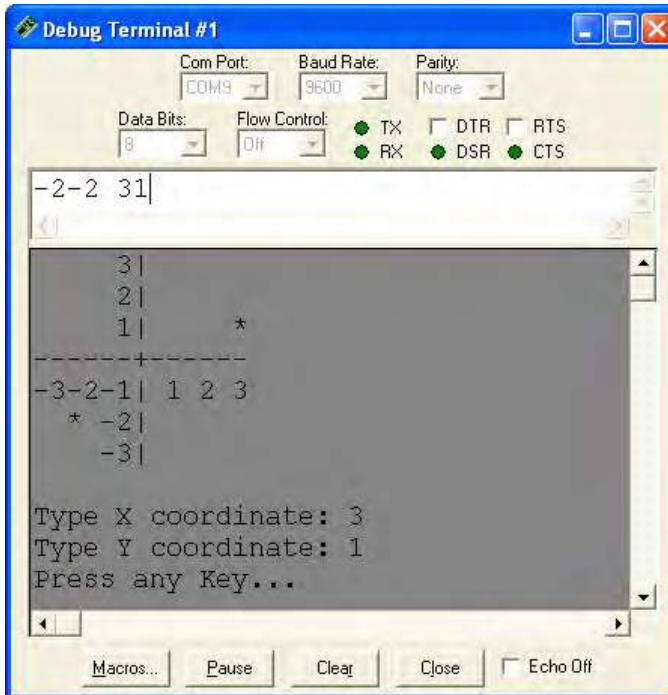 Debug Terminal #1
Com Port: Baud Rate: Parity:
COM9 9600 None
Data Bits: Flow Control: TX DTR RTS
8 Off RX DSR CTS
-2-2 31
3|
2|
1| *
------+------
-3-2-1| 1 2 3
* -2|
-3|
Type X coordinate: 3
Type Y coordinate: 1
Press any Key...
Macros... Pause Clear Close Echo Off